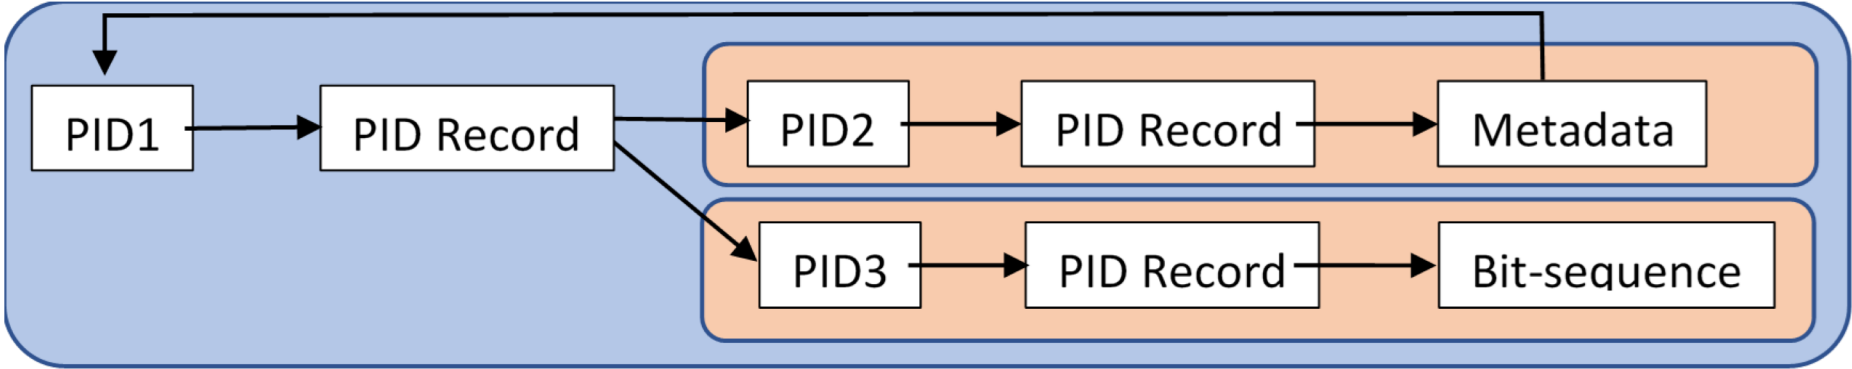 PID1
PID Record
PID2
PID Record
Metadata
PID3
PID Record
Bit-sequence